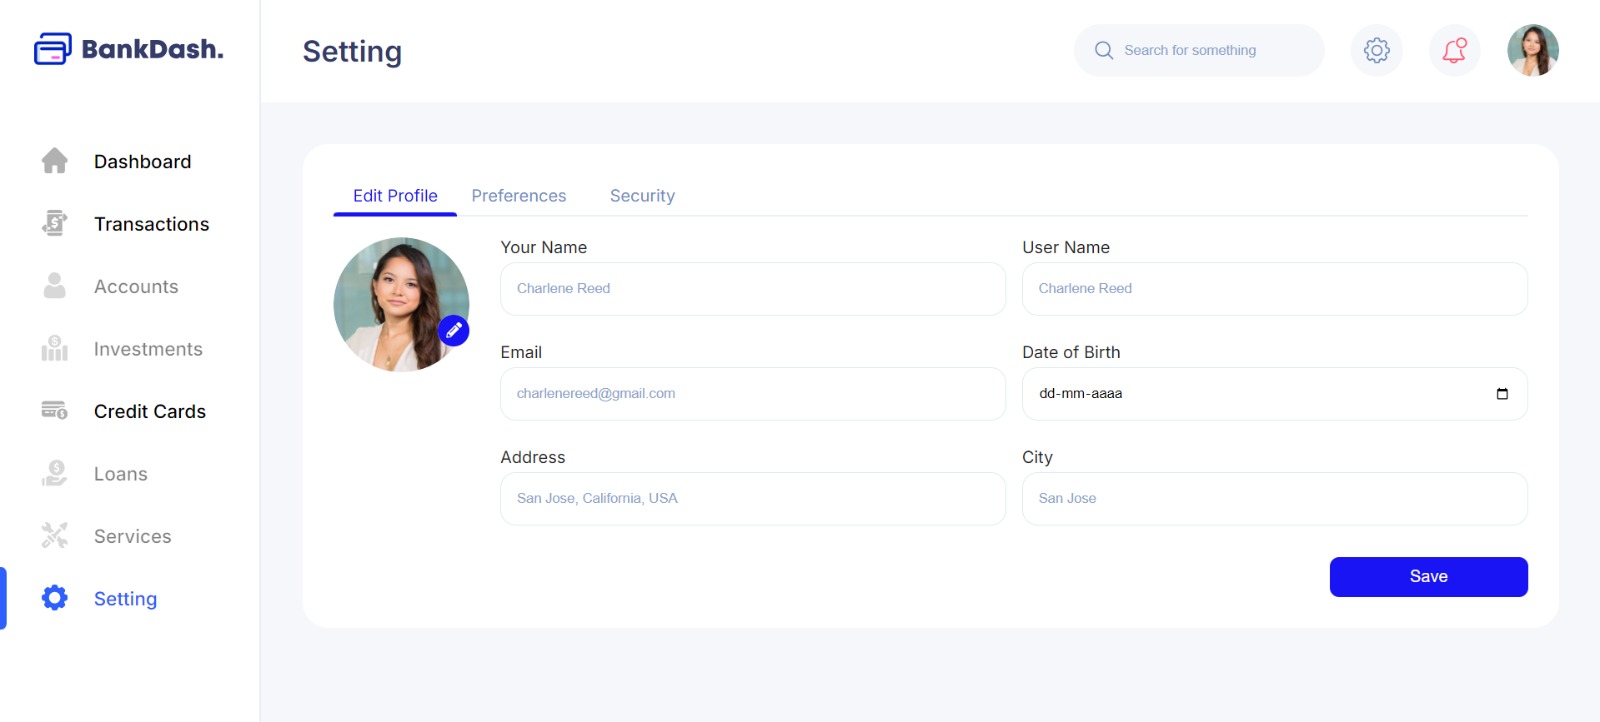 BankDash.
Setting
Search for something
Dashboard
Transactions
Accounts
Investments
Credit Cards
Loans
Services
Setting
Edit Profile
Preferences
Security
Your Name
User Name
Charlene Reed
Charlene Reed
Email
Date of Birth
charlenereed@gmail.com
dd-mm-aaaa
Address
City
San Jose, California, USA
San Jose
Save